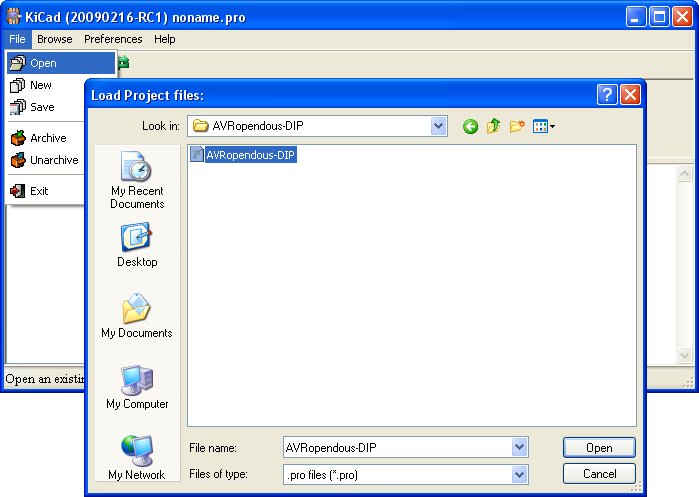 KiCad (20090216-RC1) noname.pro
File Browse Preferences Help
Open
New
Save
Archive
Unarchive
Exit
Open an existin
Load Project files:
Look in: AVRopendous-DIP
AVRopendous-DIP
My Recent
Documents
Desktop
My Documents
My Computer
My Network
File name: AVRopendous-DIP Open
Files of type: .pro files (*.pro) Cancel